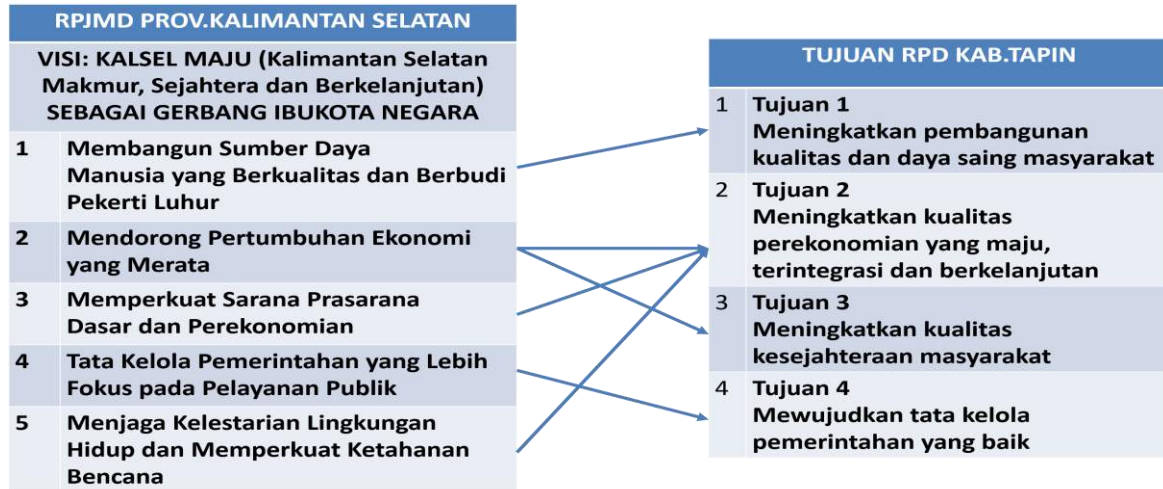 RPJMD PROV.KALIMANTAN SELATAN
VISI: KALSEL MAJU (Kalimantan Selatan
Makmur, Sejahtera dan Berkelanjutan)
SEBAGAI GERBANG IBUKOTA NEGARA
1 Membangun Sumber Daya
Manusia yang Berkualitas dan Berbudi
Pekerti Luhur
2 Mendorong Pertumbuhan Ekonomi
yang Merata
3 Memperkuat Sarana Prasarana
Dasar dan Perekonomian
4 Tata Kelola Pemerintahan yang Lebih
Fokus pada Pelayanan Publik
5 Menjaga Kelestarian Lingkungan
Hidup dan Memperkuat Ketahanan
Bencana
TUJUAN RPD KAB.TAPIN
1 Tujuan 1
Meningkatkan pembangunan
kualitas dan daya saing masyarakat
2 Tujuan 2
Meningkatkan kualitas
perekonomian yang maju,
terintegrasi dan berkelanjutan
3 Tujuan 3
Meningkatkan kualitas
kesejahteraan masyarakat
4 Tujuan 4
Mewujudkan tata kelola
pemerintahan yang baik